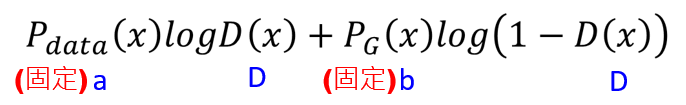 P_data(x)logD(x) + P_G(x)log(1 − D(x))
(固定) a D (固定) b D